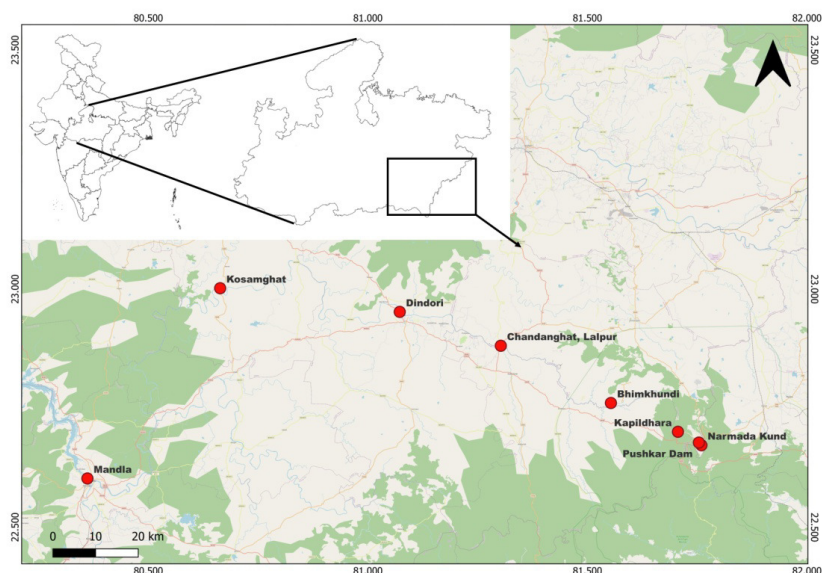 80.500 81.000 81.500 82.000
23.500 23.500
23.000 23.000
Kosamghat
Dindori
Chandanghat, Lalpur
Bhimkhundi
Kapildhara
Narmada Kund
Pushkar Dam
Mandla
22.500 22.500
0 10 20 km
80.500 81.000 81.500 82.000